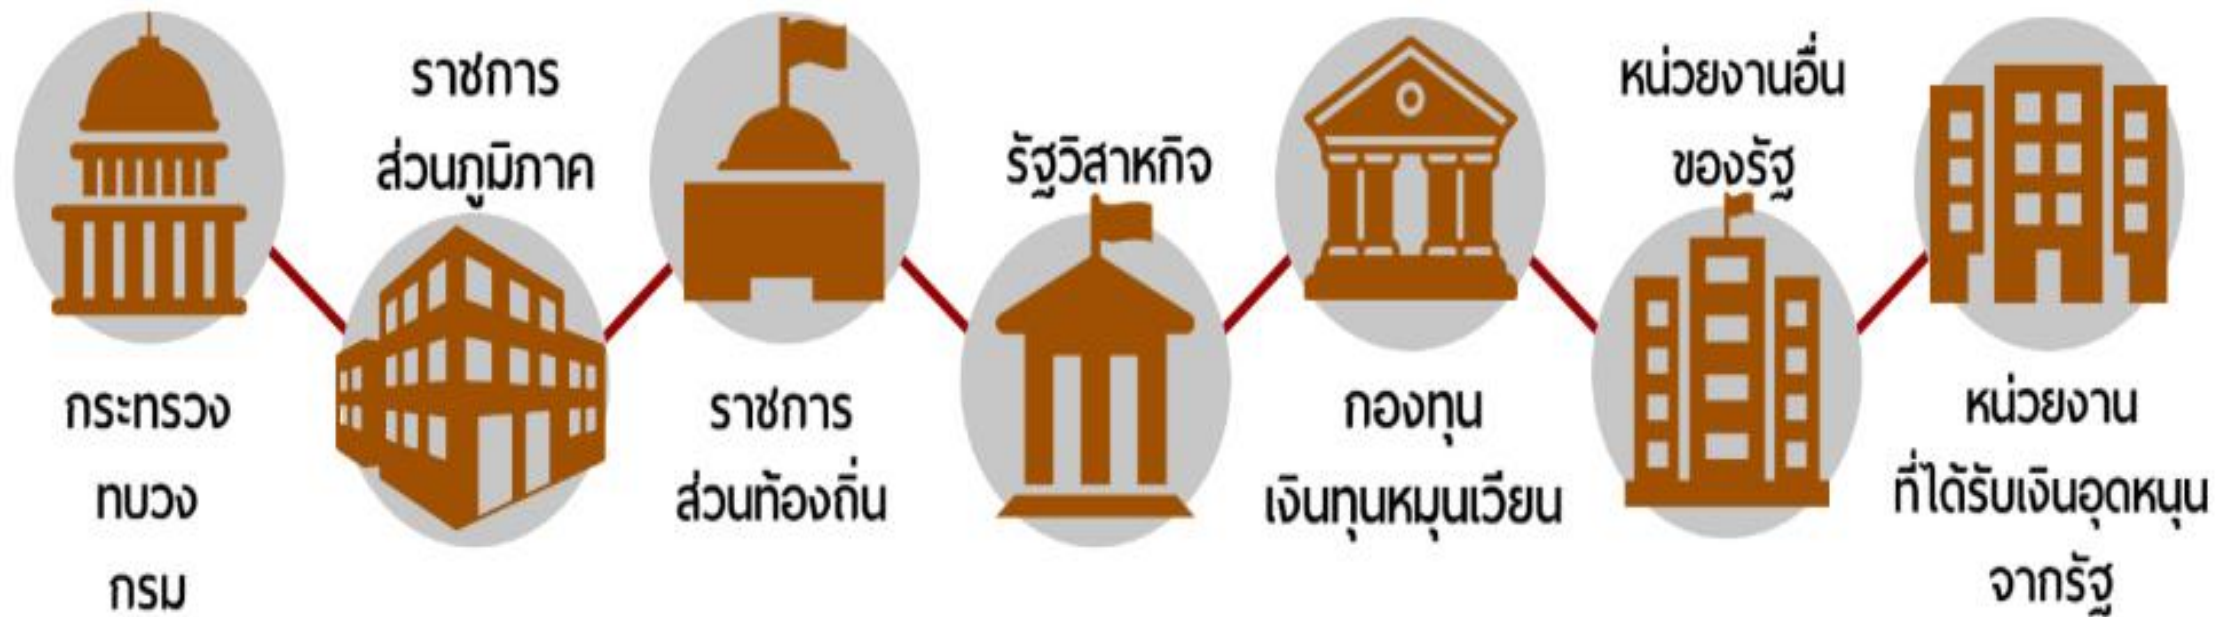 กระทรวง
ทบวง
กรม
ราชการ
ส่วนภูมิภาค
ราชการ
ส่วนท้องถิ่น
รัฐวิสาหกิจ
กองทุน
เงินทุนหมุนเวียน
หน่วยงานอื่น
ของรัฐ
หน่วยงาน
ที่ได้รับเงินอุดหนุน
จากรัฐ